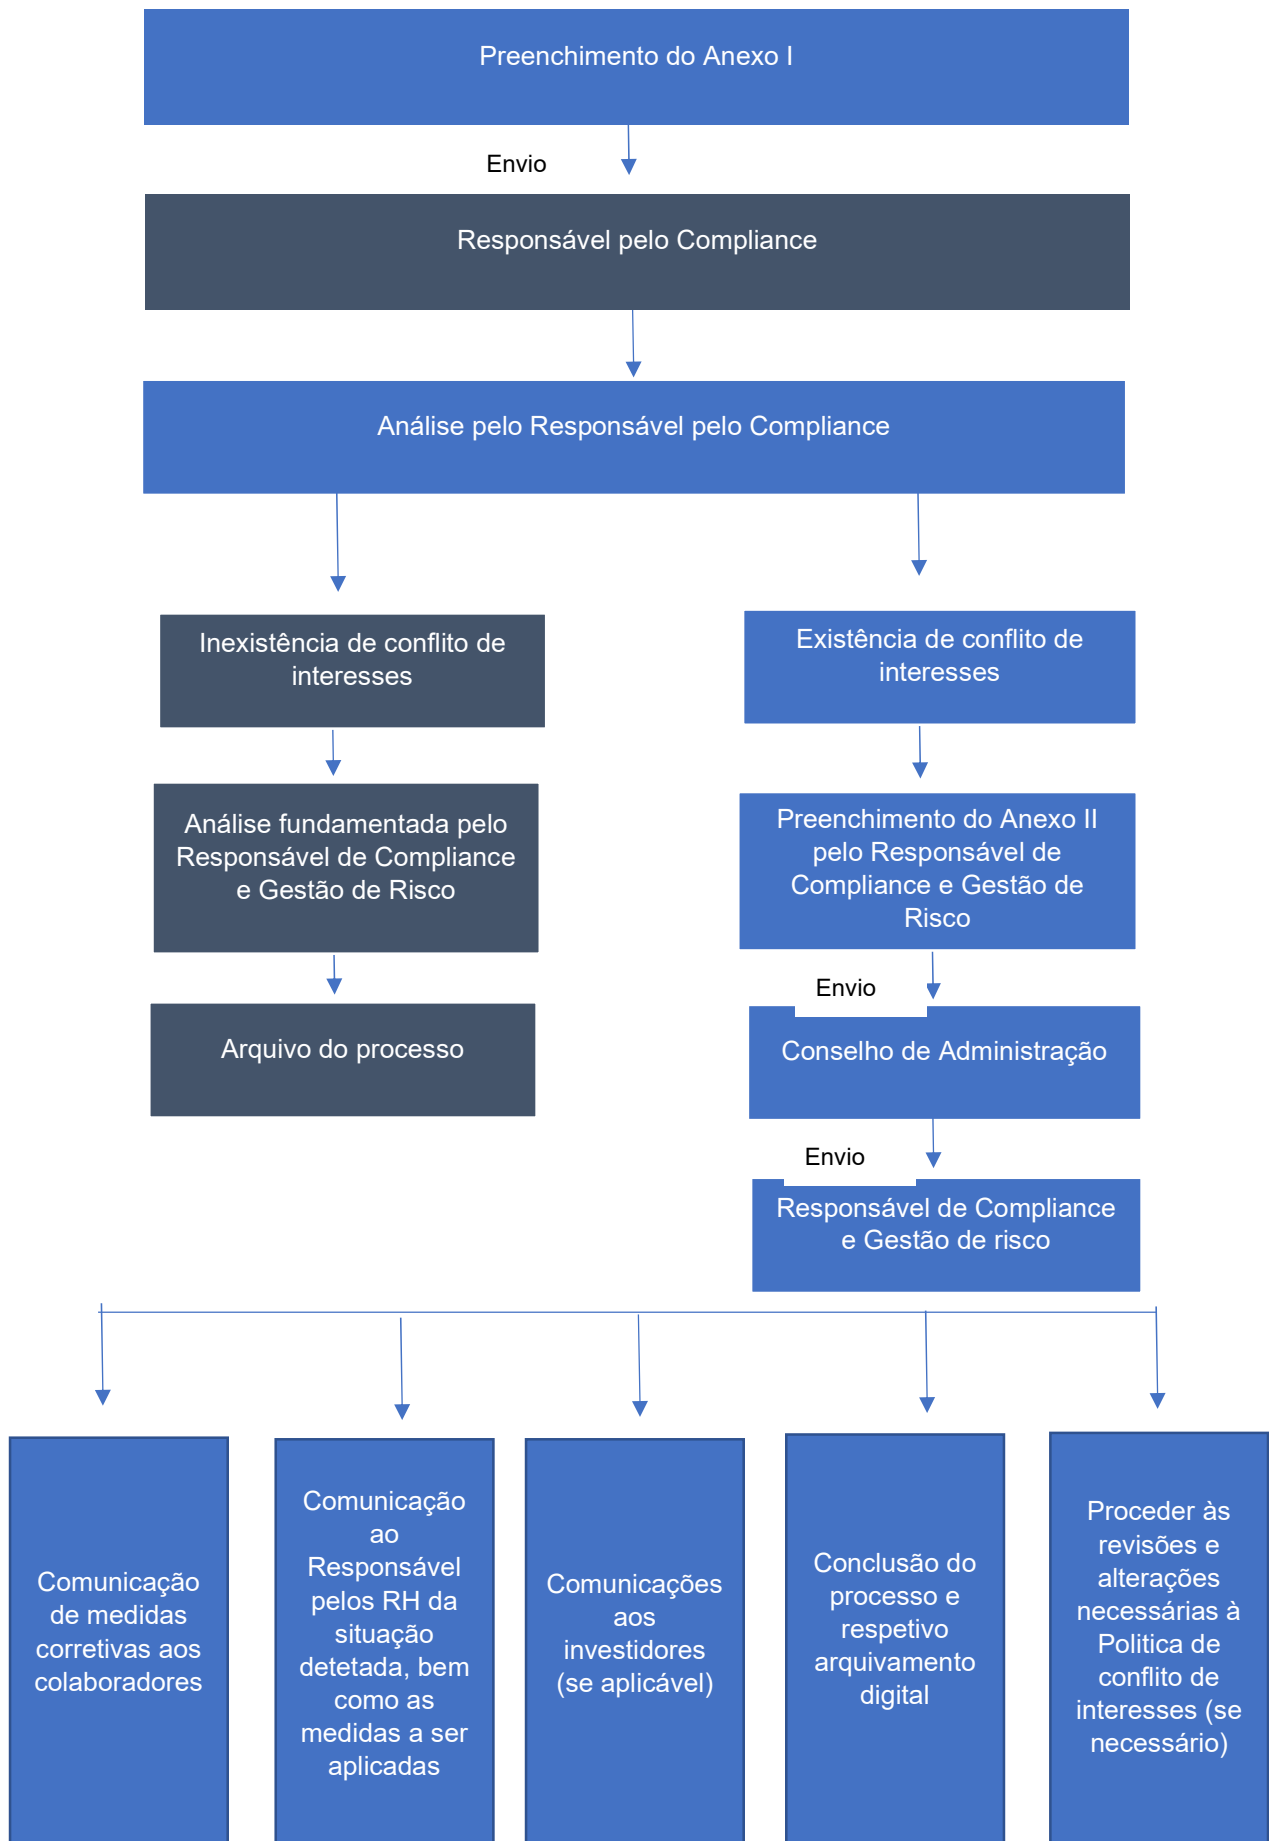 Preenchimento do Anexo I
Envio
Responsável pelo Compliance
Análise pelo Responsável pelo Compliance
Inexistência de conflito de
interesses
Existência de conflito de
interesses
Análise fundamentada pelo
Responsável de Compliance
e Gestão de Risco
Preenchimento do Anexo II
pelo Responsável de
Compliance e Gestão de
Risco
Envio
Arquivo do processo
Conselho de Administração
Envio
Responsável de Compliance
e Gestão de risco
Comunicação
de medidas
corretivas aos
colaboradores
Comunicação
ao
Responsável
pelos RH da
situação
detetada, bem
como as
medidas a ser
aplicadas
Comunicações
aos
investidores
(se aplicável)
Conclusão do
processo e
respetivo
arquivamento
digital
Proceder às
revisões e
alterações
necessárias à
Politica de
conflito de
interesses (se
necessário)